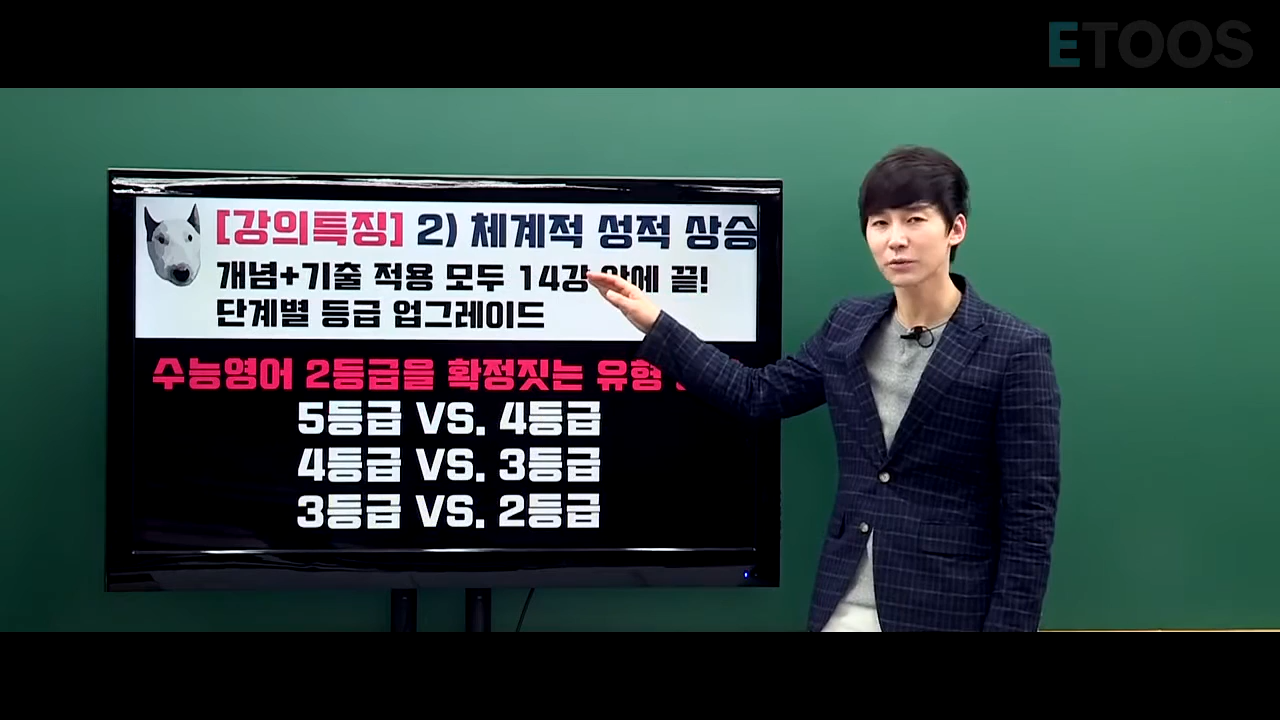 ETOOS
[강의특징] 2) 체계적 성적 상승
개념+기술 적용 모두 14강 안에 끝!
단계별 등급 업그레이드
수능영어 2등급을 확정짓는 유형
5등급 VS. 4등급
4등급 VS. 3등급
3등급 VS. 2등급